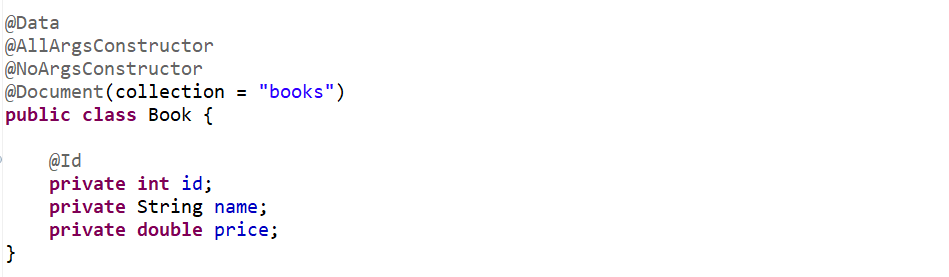 @Data
@AllArgsConstructor
@NoArgsConstructor
@Document(collection = "books")
public class Book {
@Id
private int id;
private String name;
private double price;
}